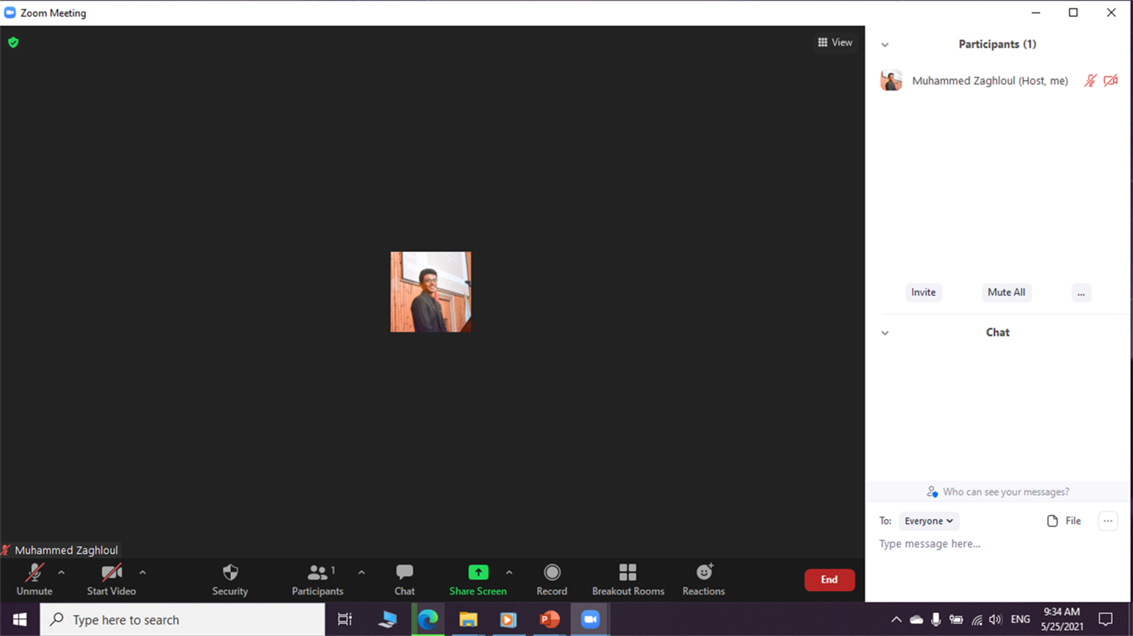 Zoom Meeting
View
Muhammed Zaghloul
Unmute
Start Video
Security
Participants
1
Chat
Share Screen
Record
Breakout Rooms
Reactions
End
Participants (1)
Muhammed Zaghloul (Host, me)
Invite
Mute All
...
Chat
Who can see your messages?
To: Everyone
File
...
Type message here...
Type here to search
ENG
9:34 AM
5/25/2021